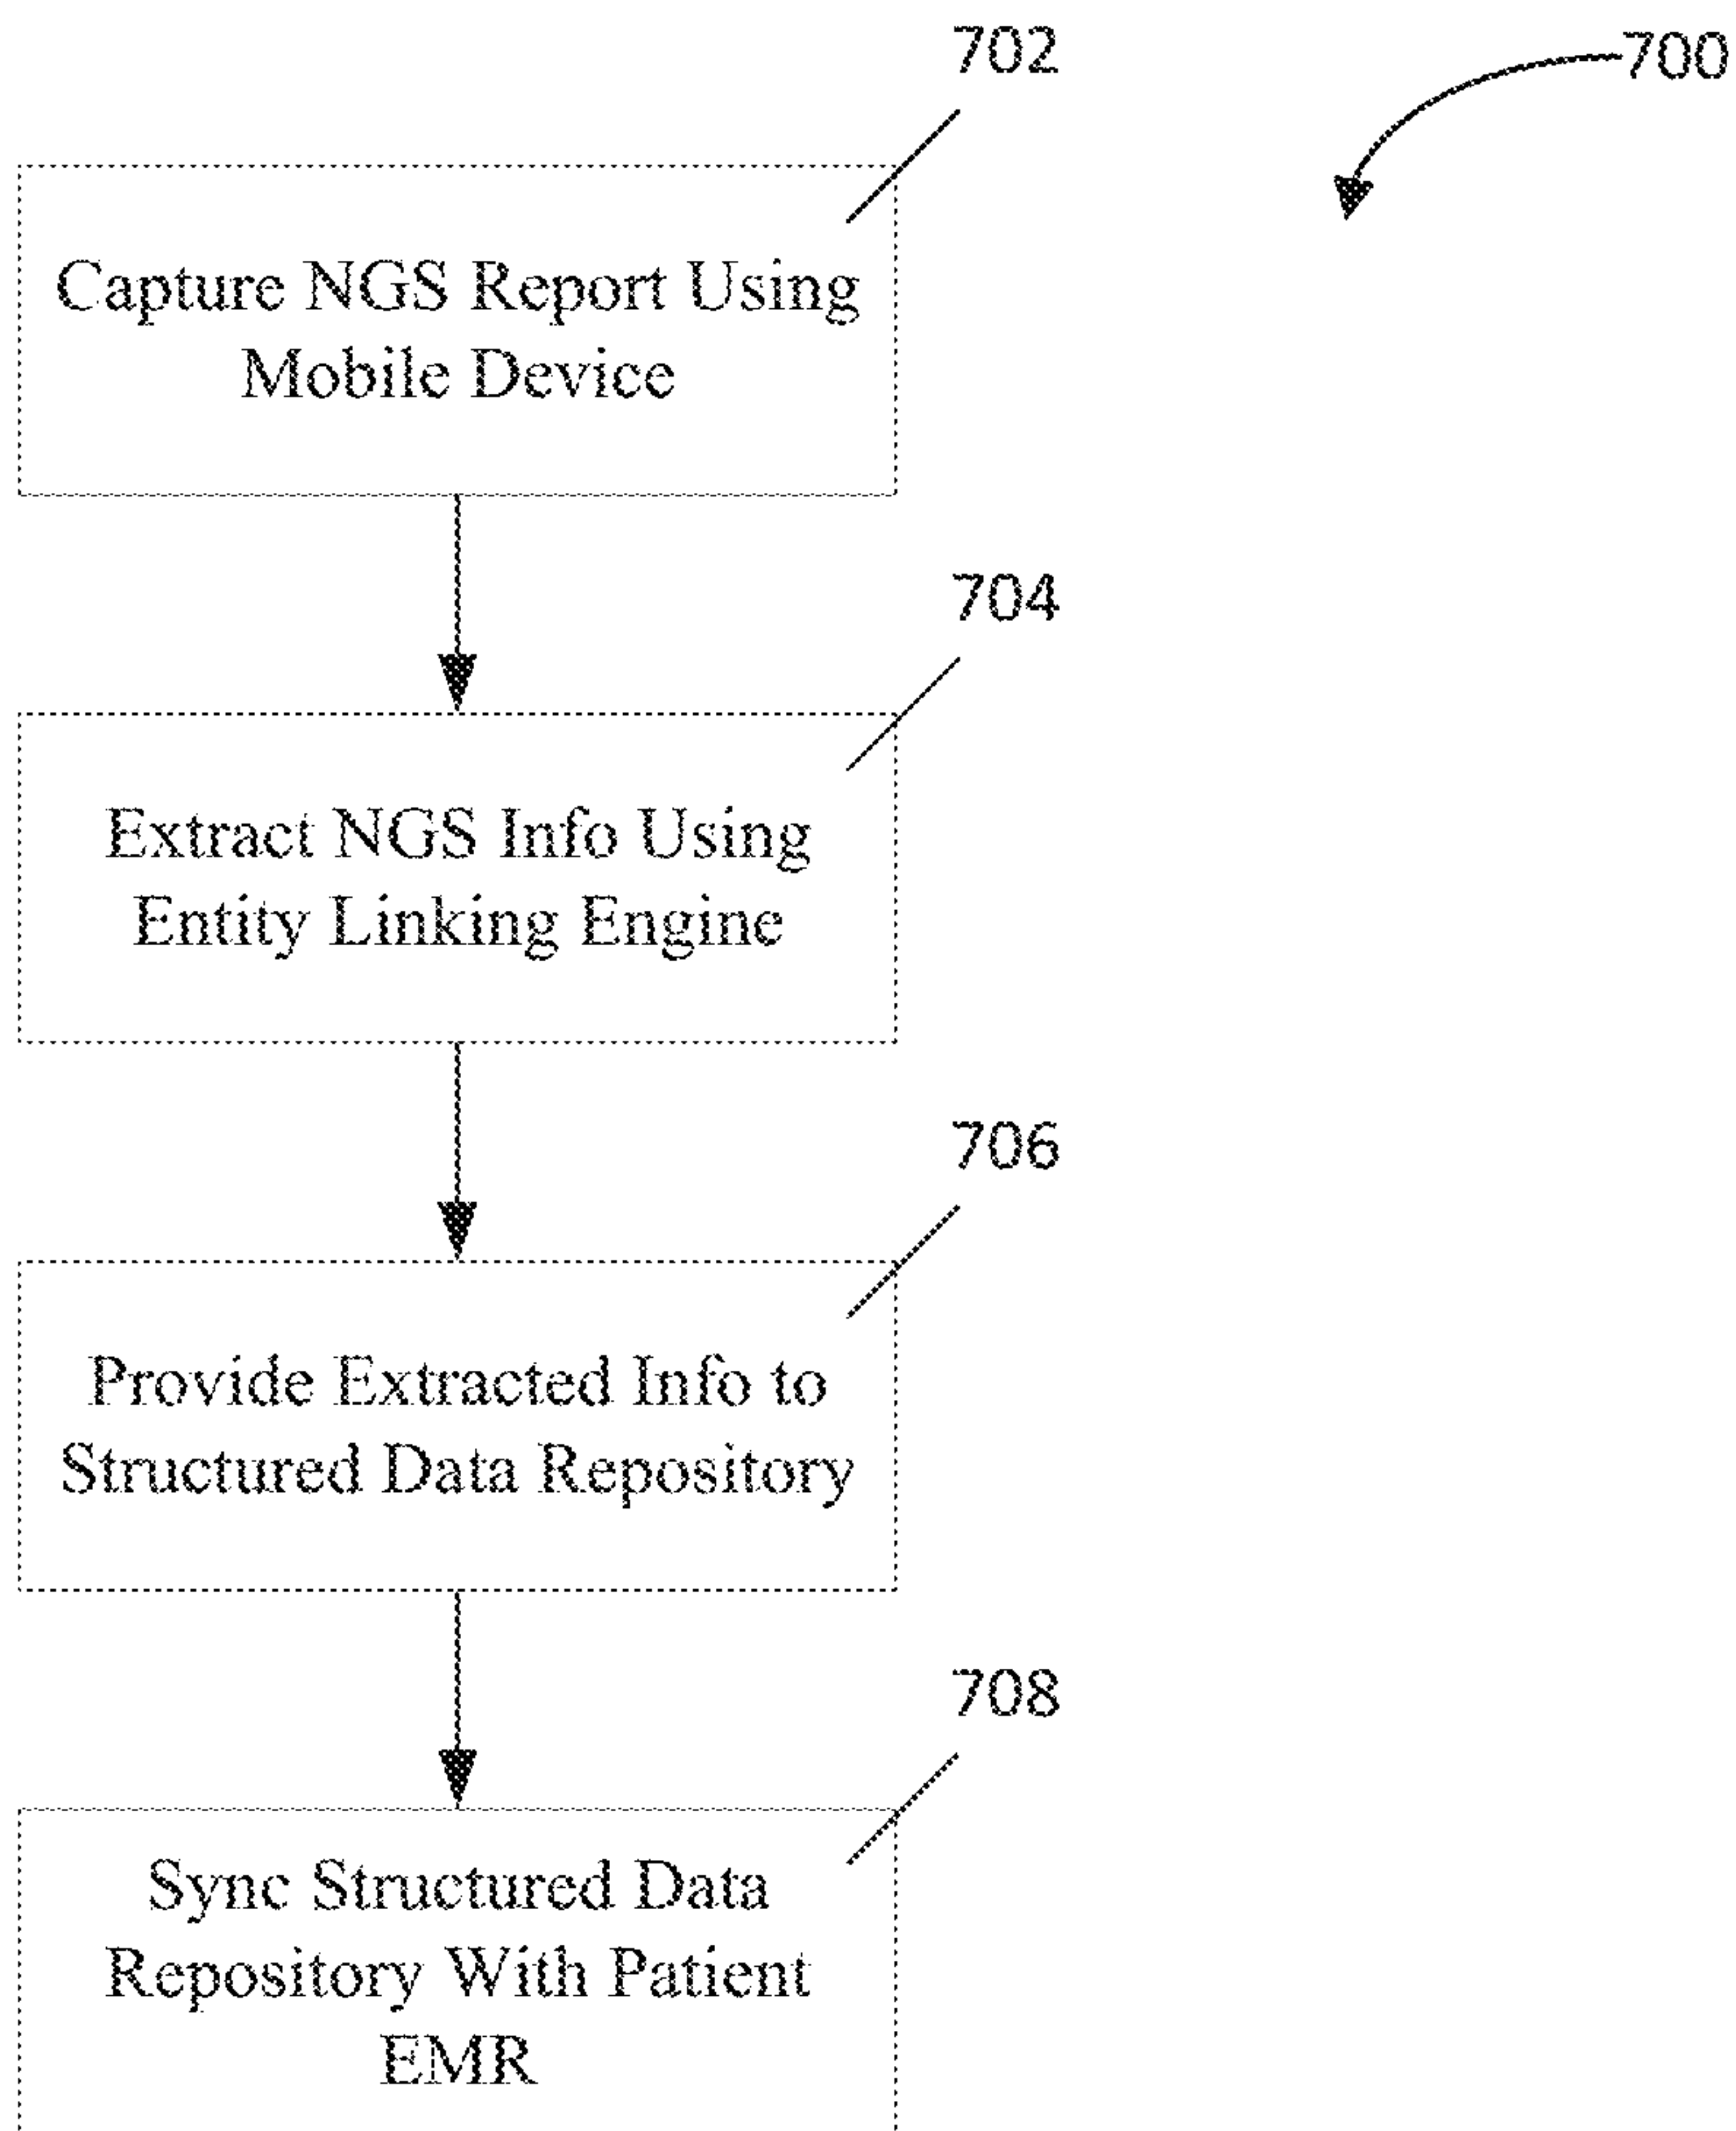 702
700
Capture NGS Report Using
Mobile Device
704
Extract NGS Info Using
Entity Linking Engine
706
Provide Extracted Info to
Structured Data Repository
708
Sync Structured Data
Repository With Patient
EMR